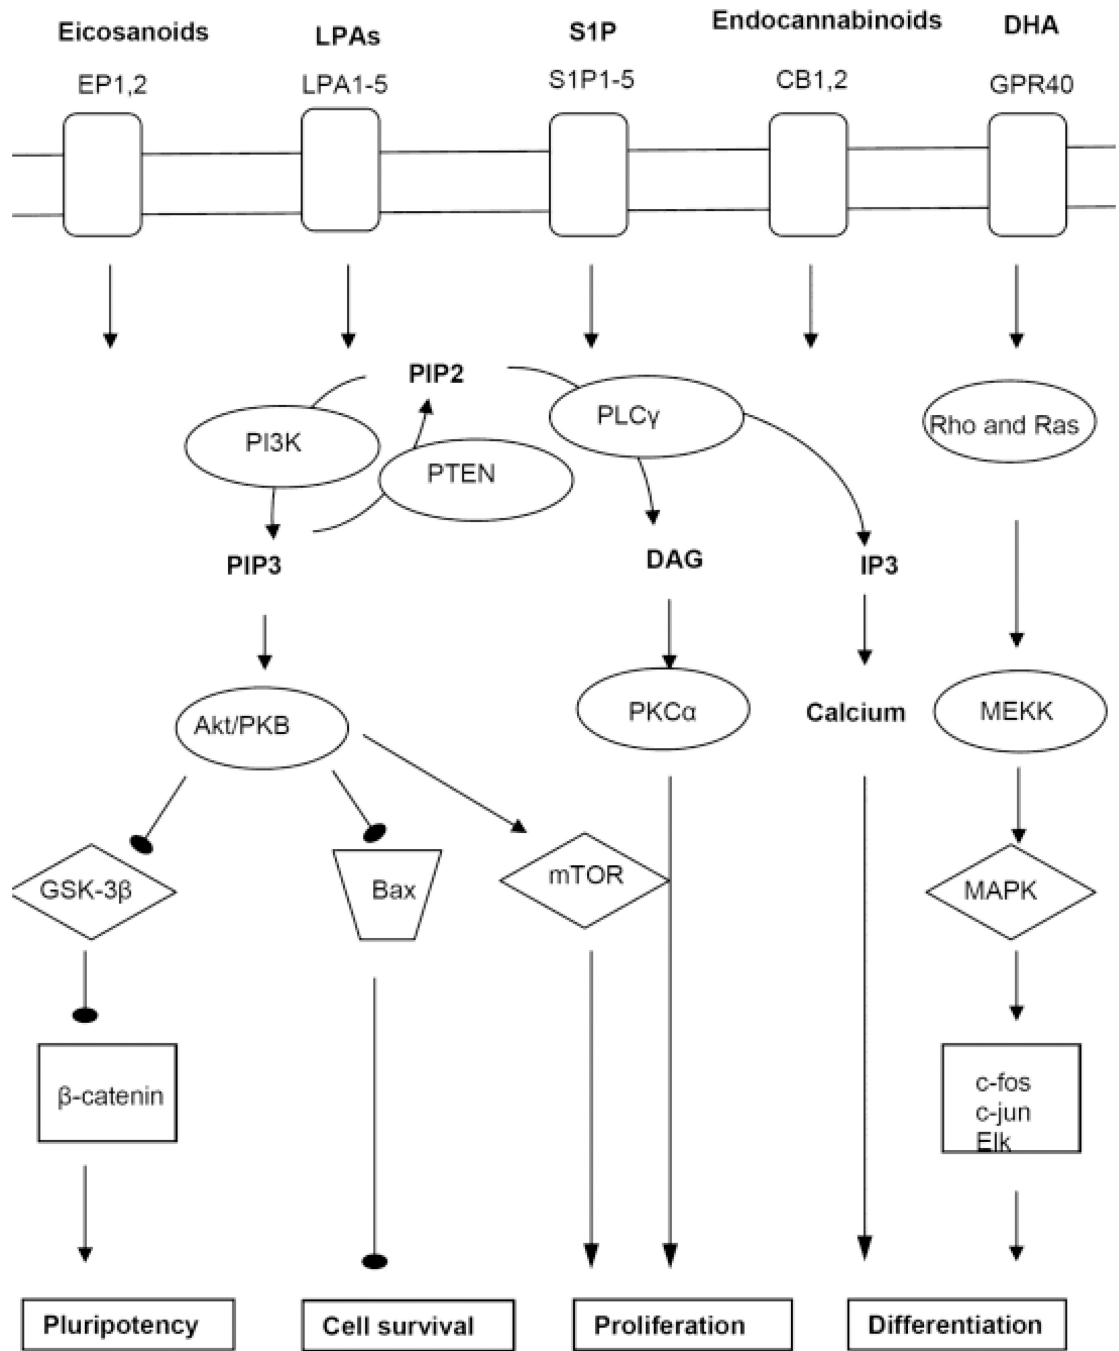 Eicosanoids
LPAs
S1P
Endocannabinoids
DHA
EP1,2
LPA1-5
S1P1-5
CB1,2
GPR40
PIP2
PI3K
PTEN
PLCγ
Rho and Ras
PIP3
DAG
IP3
Akt/PKB
PKCα
Calcium
MEKK
GSK-3β
Bax
mTOR
MAPK
β-catenin
c-fos
c-jun
Elk
Pluripotency
Cell survival
Proliferation
Differentiation